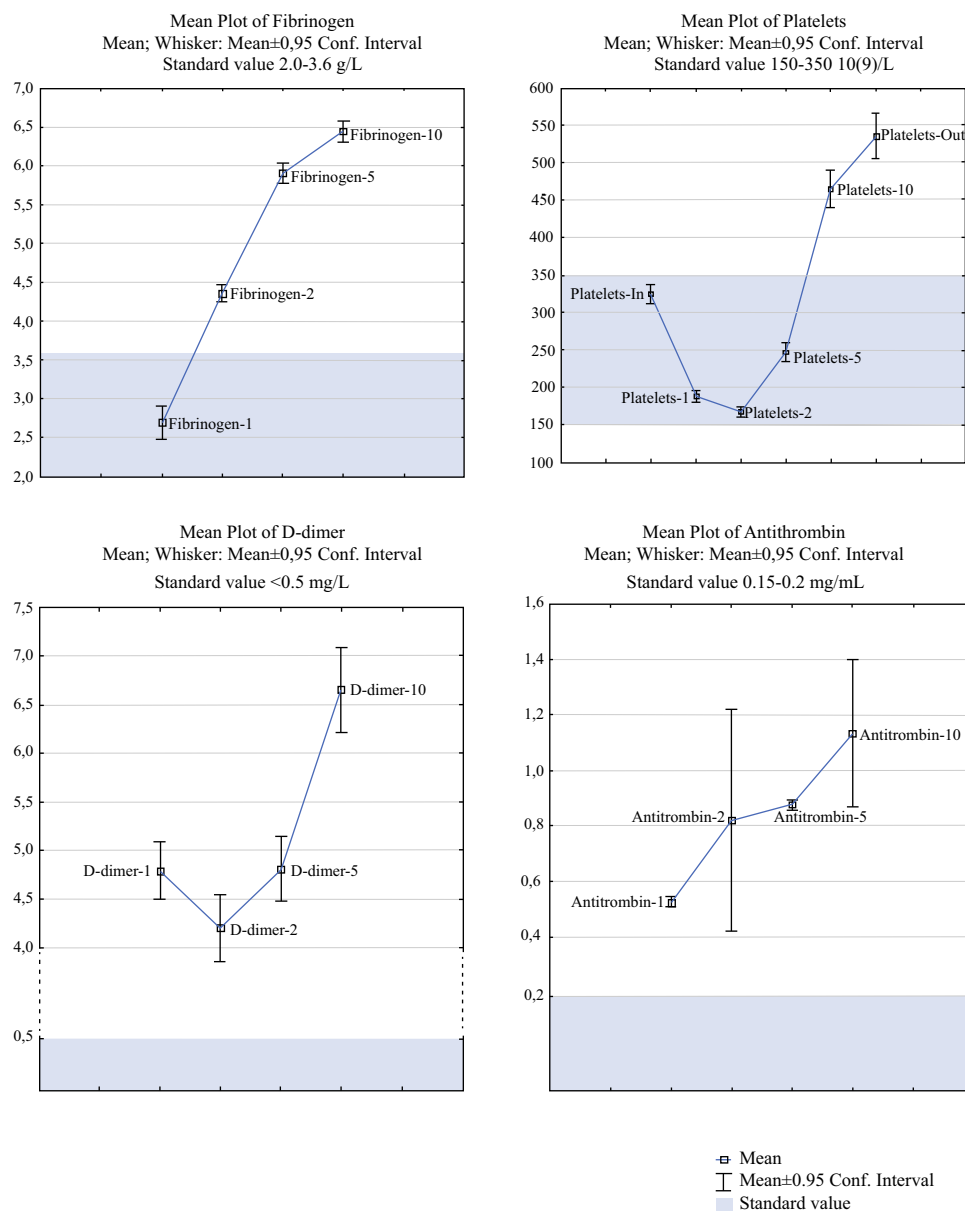 Mean Plot of Fibrinogen
Mean; Whisker: Mean±0,95 Conf. Interval
Standard value 2.0-3.6 g/L
7,0
6,5
6,0
5,5
5,0
4,5
4,0
3,5
3,0
2,5
2,0
Fibrinogen-10
Fibrinogen-5
Fibrinogen-2
Fibrinogen-1
Mean Plot of Platelets
Mean; Whisker: Mean±0,95 Conf. Interval
Standard value 150-350 10(9)/L
600
550
500
450
400
350
300
250
200
150
100
Platelets-Out
Platelets-10
Platelets-In
Platelets-5
Platelets-1
Platelets-2
Mean Plot of D-dimer
Mean; Whisker: Mean±0,95 Conf. Interval
Standard value <0.5 mg/L
7,5
7,0
6,5
6,0
5,5
5,0
4,5
4,0
0,5
D-dimer-10
D-dimer-1
D-dimer-5
D-dimer-2
Mean Plot of Antithrombin
Mean; Whisker: Mean±0,95 Conf. Interval
Standard value 0.15-0.2 mg/mL
1,6
1,4
1,2
1,0
0,8
0,6
0,4
0,2
Antitrombin-10
Antitrombin-2
Antitrombin-5
Antitrombin-1
Mean
Mean±0.95 Conf. Interval
Standard value